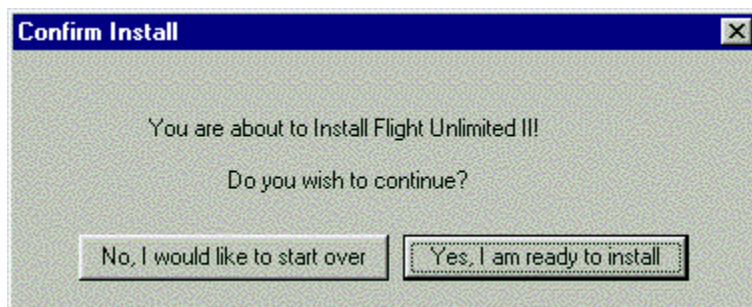 Confirm Install
You are about to Install Flight Unlimited II!
Do you wish to continue?
No, I would like to start over
Yes, I am ready to install